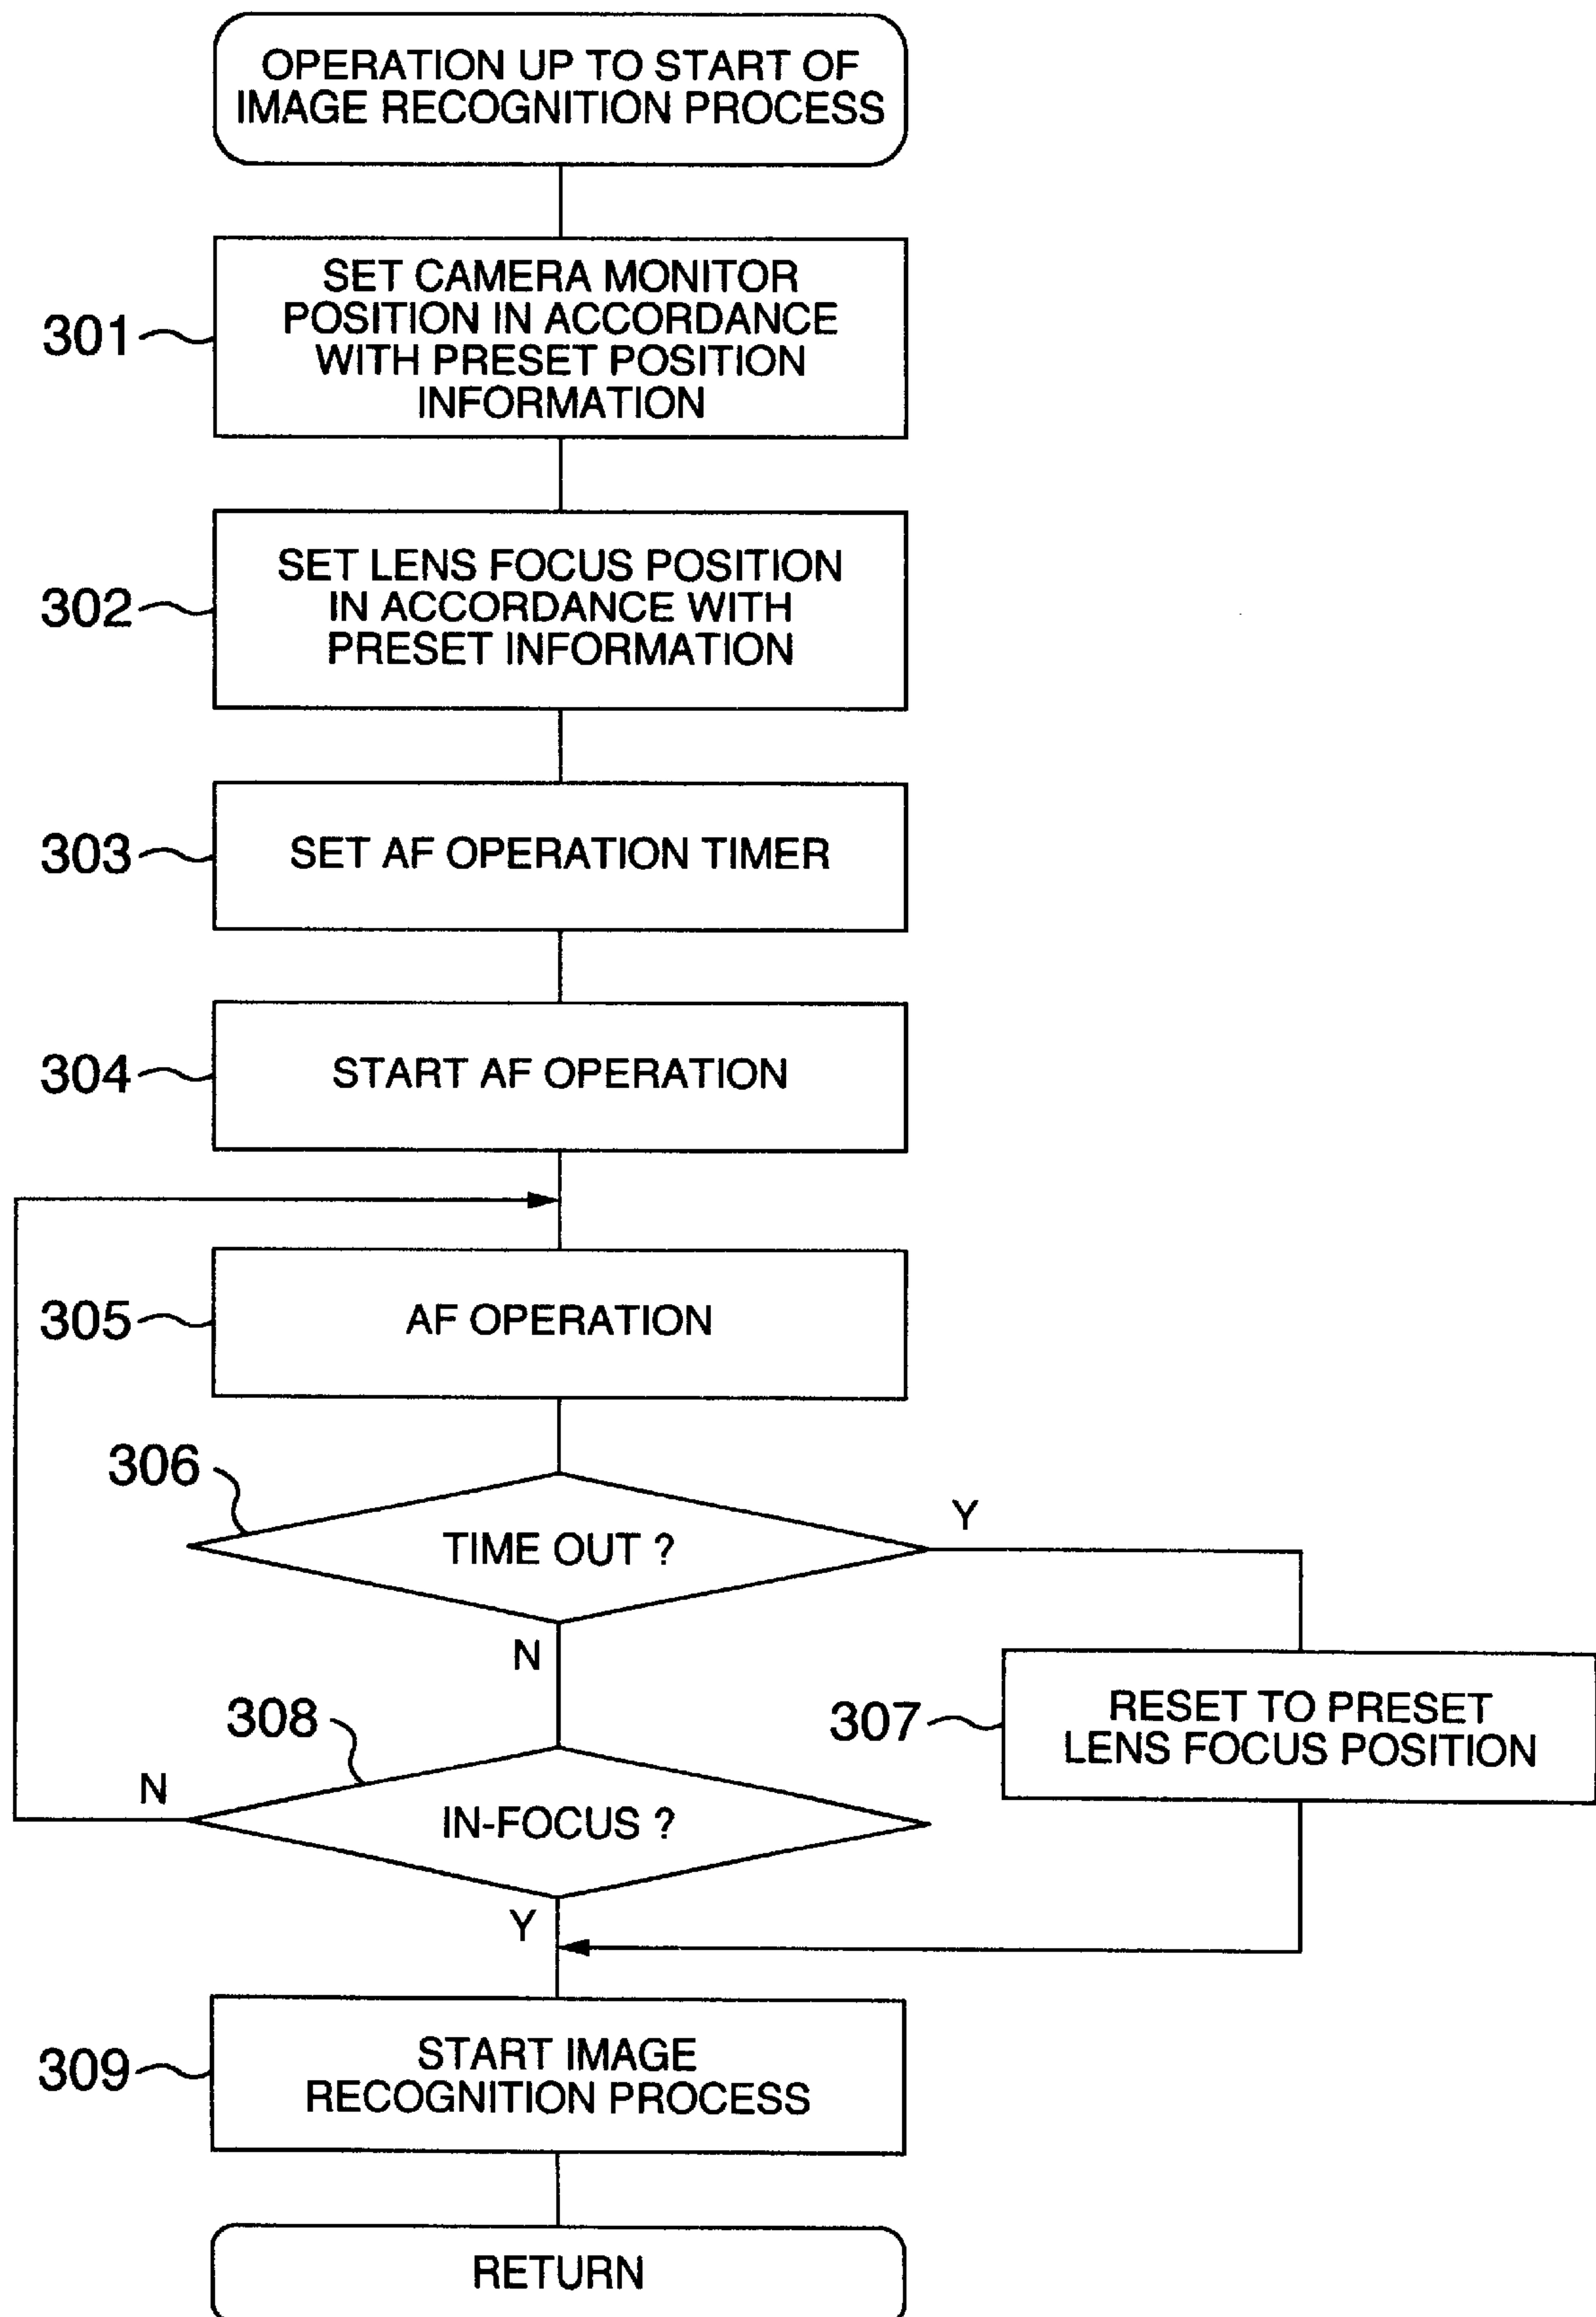 OPERATION UP TO START OF
IMAGE RECOGNITION PROCESS
301
SET CAMERA MONITOR
POSITION IN ACCORDANCE
WITH PRESET POSITION
INFORMATION
302
SET LENS FOCUS POSITION
IN ACCORDANCE WITH
PRESET INFORMATION
303
SET AF OPERATION TIMER
304
START AF OPERATION
305
AF OPERATION
306
TIME OUT ?
Y
N
307
RESET TO PRESET
LENS FOCUS POSITION
308
IN-FOCUS ?
N
Y
309
START IMAGE
RECOGNITION PROCESS
RETURN